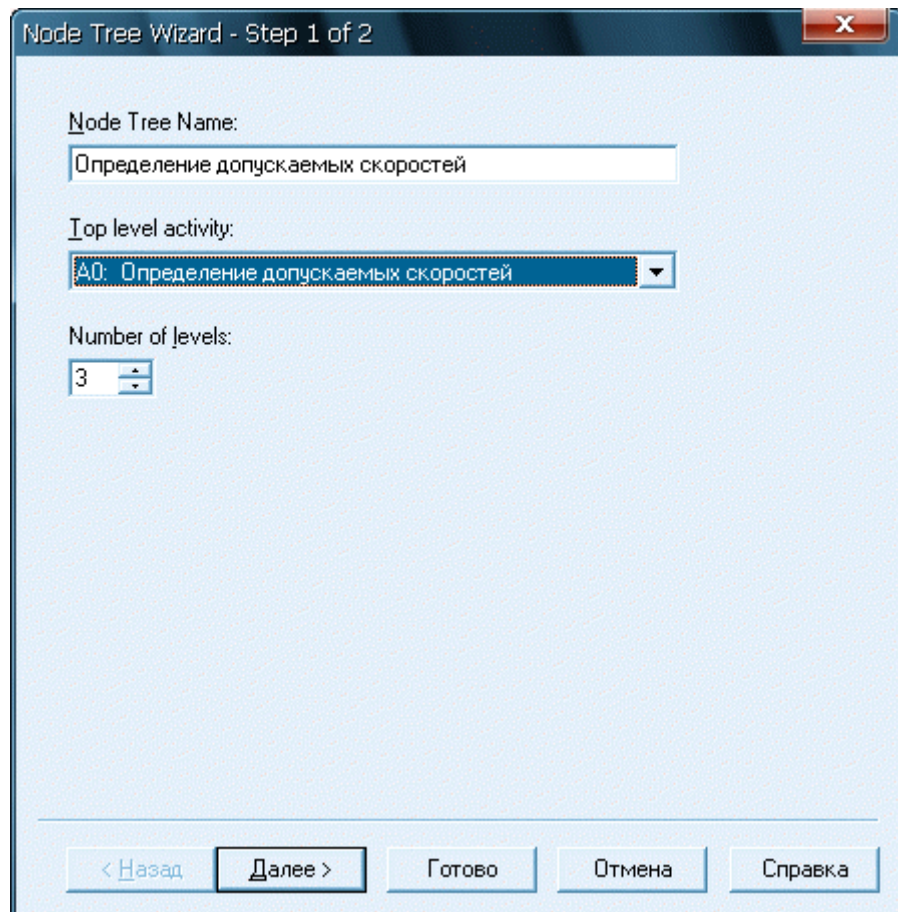 Node Tree Wizard - Step 1 of 2
X
Node Tree Name:
Определение допускаемых скоростей
Top level activity:
A0: Определение допускаемых скоростей
Number of levels:
3
< Назад Далее > Готово Отмена Справка